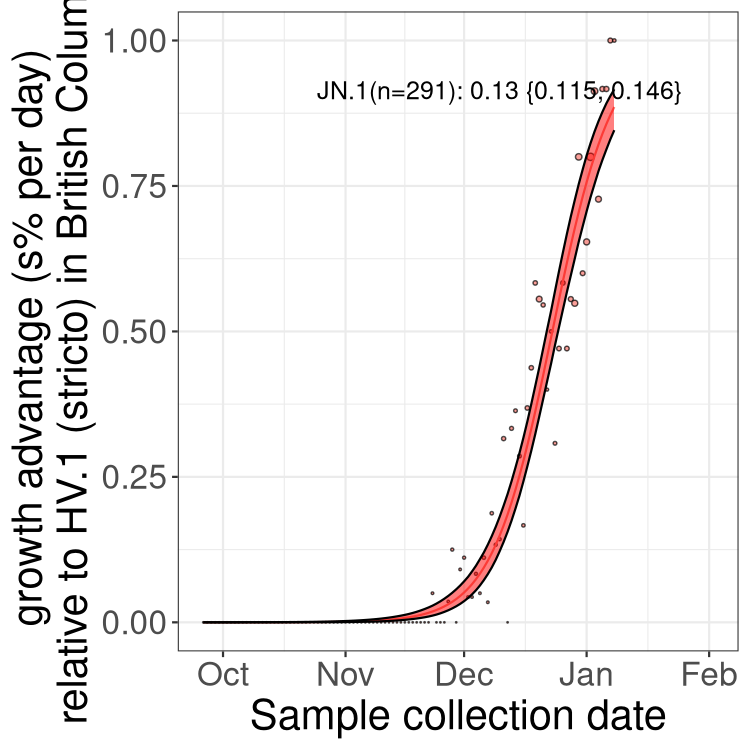 growth advantage (s% per day)
relative to HV.1 (stricto) in British Colum
1.00
0.75
0.50
0.25
0.00
JN.1(n=291): 0.13 {0.115, 0.146}
Oct Nov Dec Jan Feb
Sample collection date